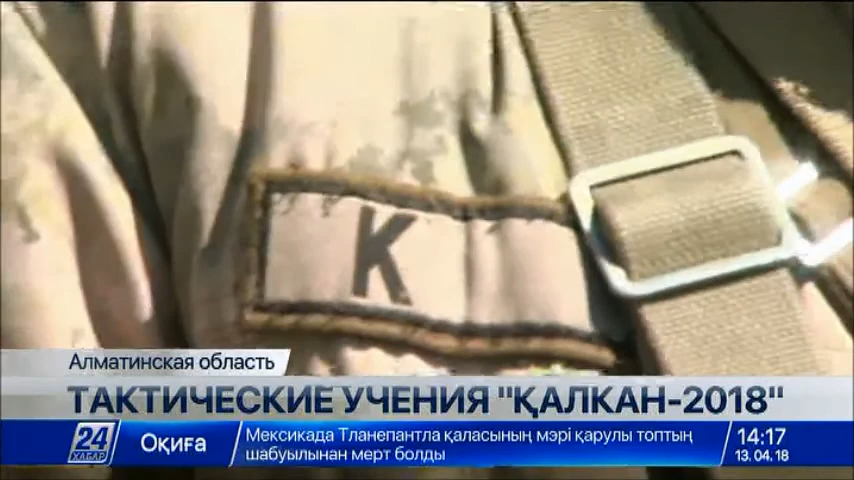 К
Алматинская область
ТАКТИЧЕСКИЕ УЧЕНИЯ "ҚАЛКАН-2018"
24
ХАБАР
Оқиға
Мексикада Тланепантла қаласының мэрі қарулы топтың
шабуылынан мерт болды
14:17
13.04.18